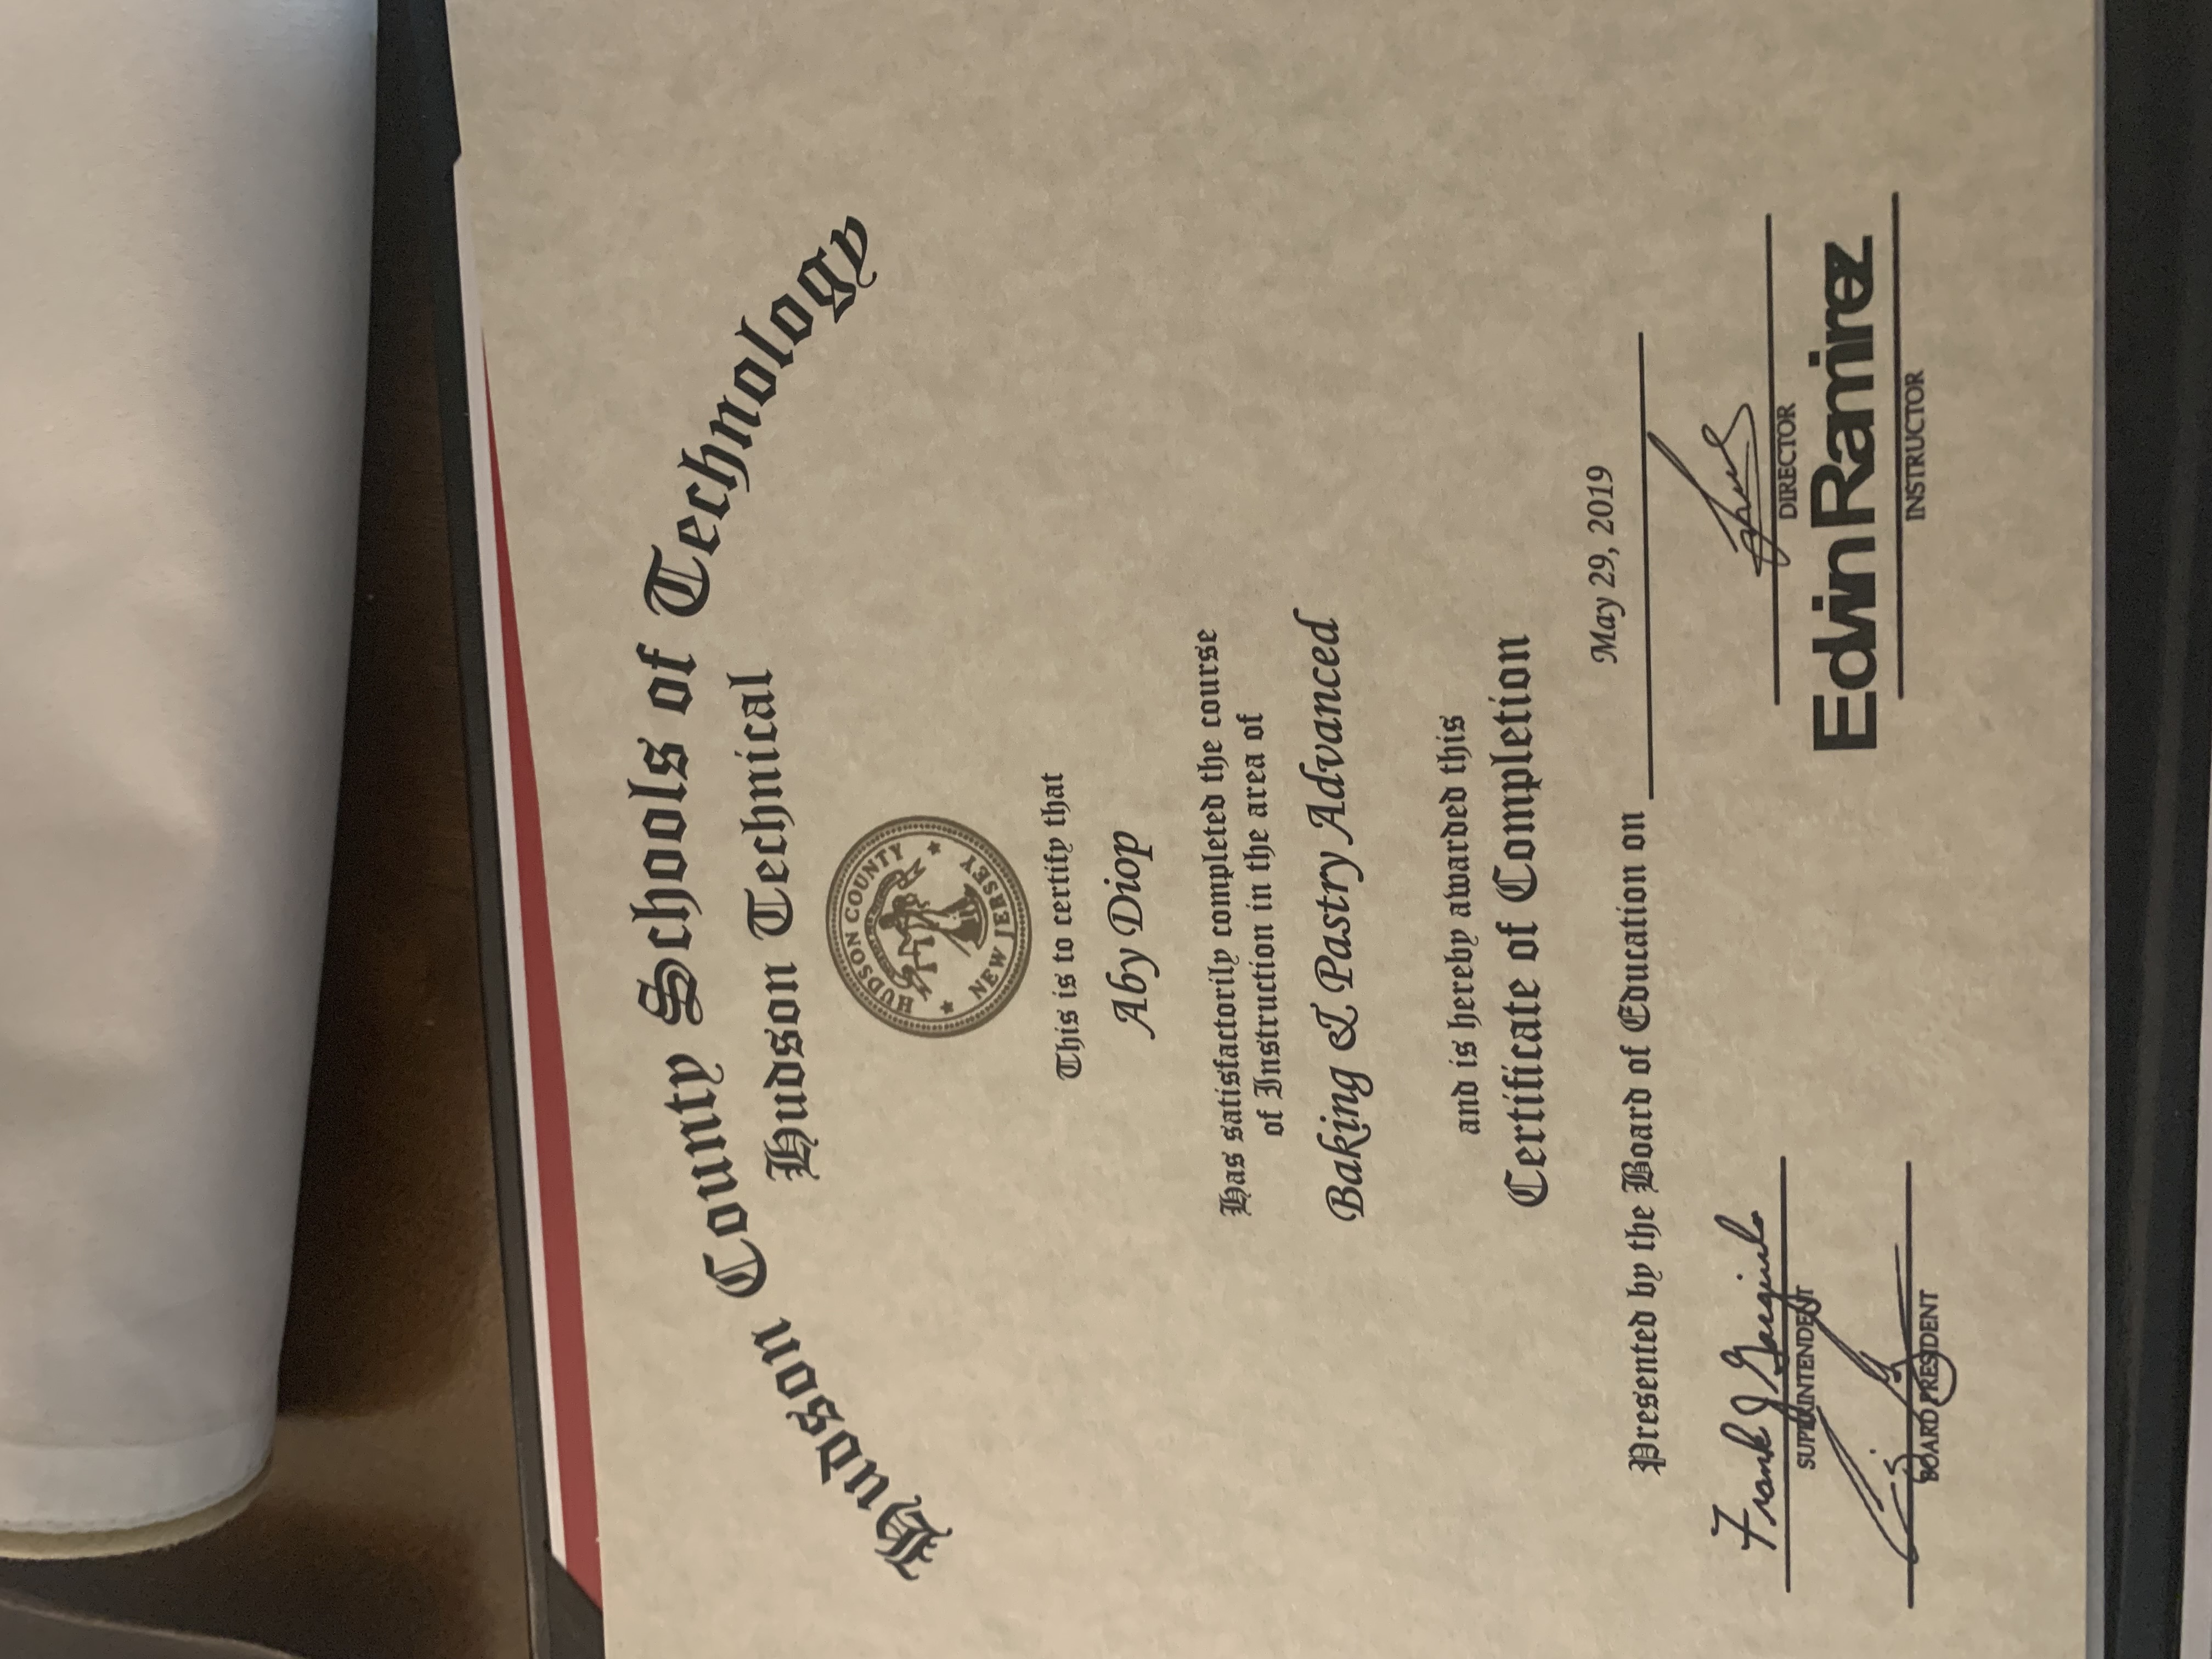 Hudson County Schools of Technology
Hudson Technical
HUDSON COUNTY
NEW JERSEY
This is to certify that
Aby Diop
Has satisfactorily completed the course
of Instruction in the area of
Baking & Pastry Advanced
and is hereby awarded this
Certificate of Completion
Presented by the Board of Education on May 29, 2019
Frank J Gargiulo
SUPERINTENDENT
DIRECTOR
Edwin Ramirez
BOARD PRESIDENT
INSTRUCTOR